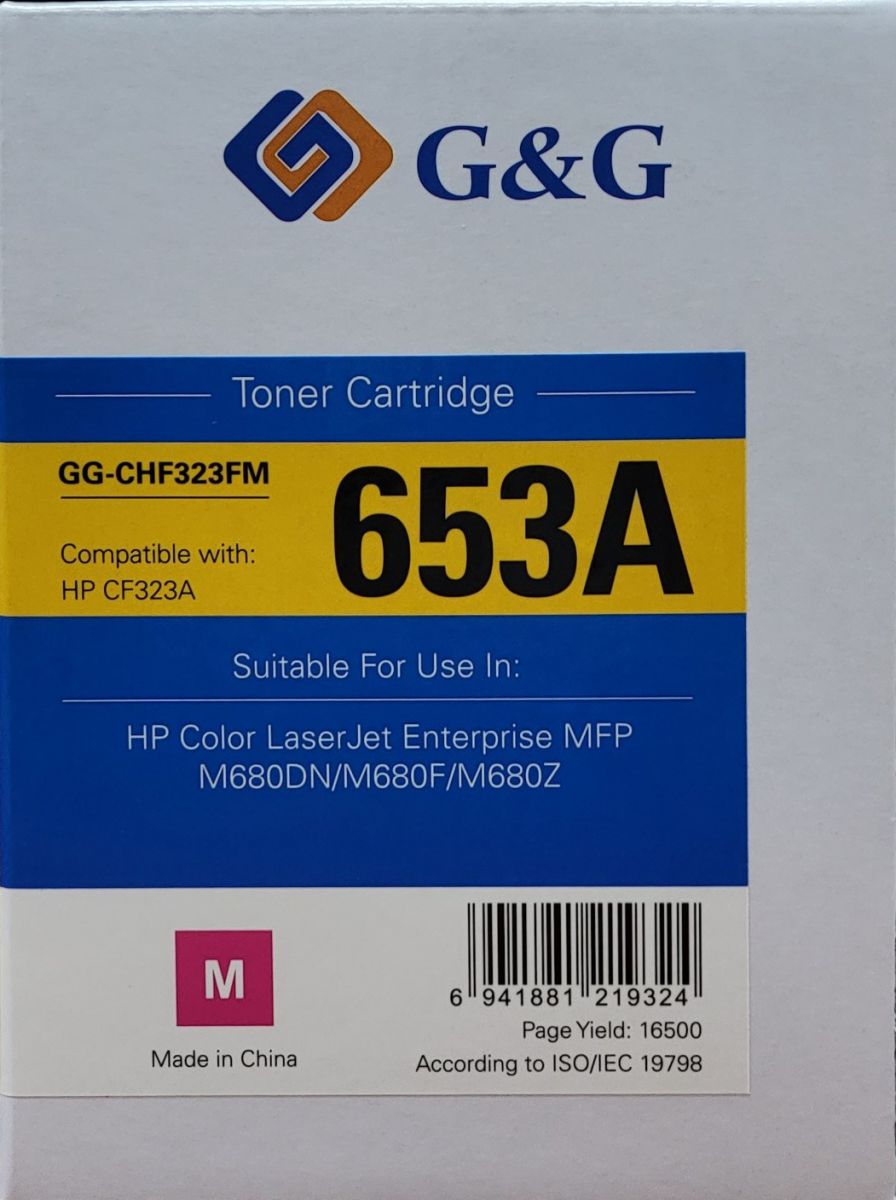 G&G
Toner Cartridge
GG-CHF323FM
653A
Compatible with:
HP CF323A
Suitable For Use In:
HP Color LaserJet Enterprise MFP
M680DN/M680F/M680Z
M
Made in China
6 941881 219324
Page Yield: 16500
According to ISO/IEC 19798